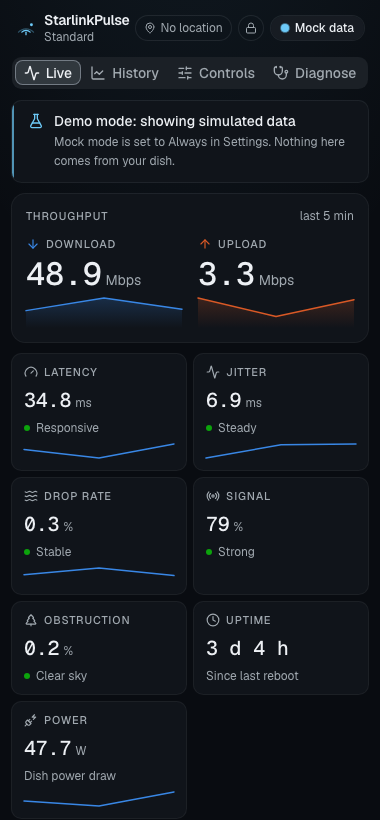 StarlinkPulse
Standard
No location
Mock data
Live
History
Controls
Diagnose
Demo mode: showing simulated data
Mock mode is set to Always in Settings. Nothing here
comes from your dish.
THROUGHPUT
last 5 min
DOWNLOAD
48.9 Mbps
UPLOAD
3.3 Mbps
LATENCY
34.8 ms
Responsive
JITTER
6.9 ms
Steady
DROP RATE
0.3 %
Stable
SIGNAL
79 %
Strong
OBSTRUCTION
0.2 %
Clear sky
UPTIME
3 d 4 h
Since last reboot
POWER
47.7 W
Dish power draw